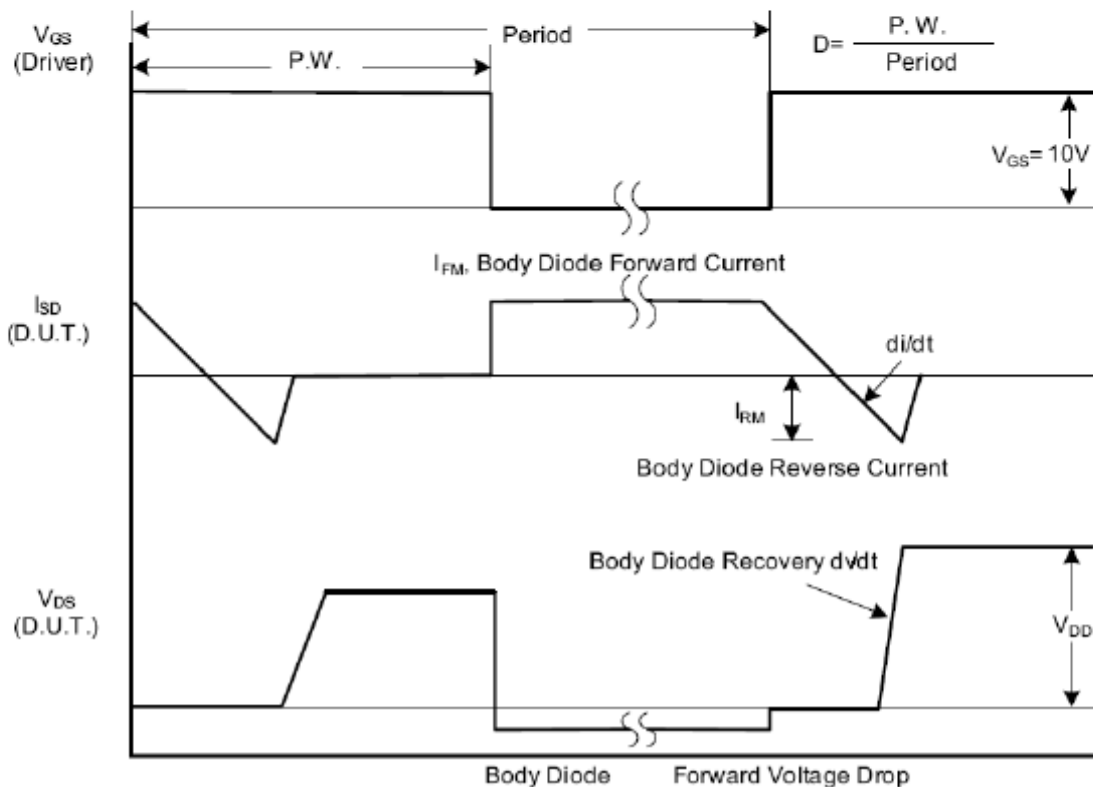 VGS
(Driver)
Period
P.W.
D= P. W.
Period
VGS= 10V
IFM, Body Diode Forward Current
ISD
(D.U.T.)
di/dt
IRM
Body Diode Reverse Current
Body Diode Recovery dv/dt
VDS
(D.U.T.)
VDD
Body Diode Forward Voltage Drop